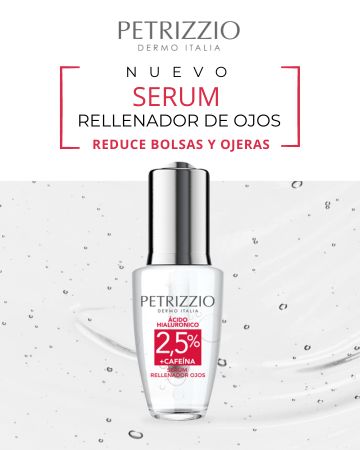 PETRIZZIO
DERMO ITALIA
NUEVO
SERUM
RELLENADOR DE OJOS
REDUCE BOLSAS Y OJERAS
PETRIZZIO
DERMO ITALIA
ÁCIDO
HIALURONICO
2,5%
+CAFEÍNA
SERUM
RELLENADOR OJOS